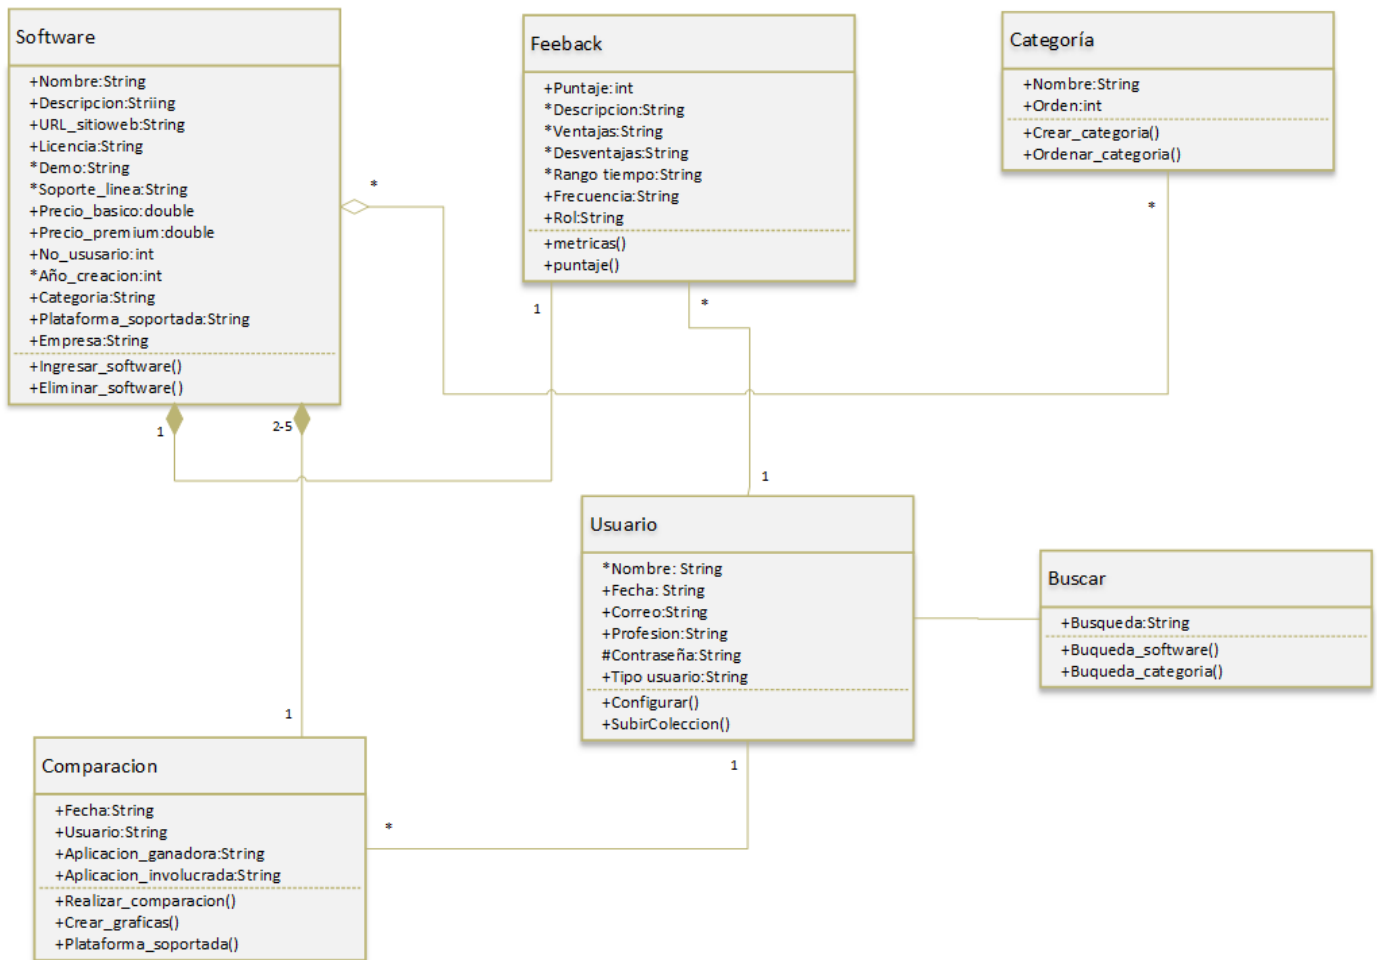 Software
+Nombre:String
+Descripcion:Striing
+URL_sitioweb:String
+Licencia:String
*Demo:String
*Soporte_linea:String
+Precio_basico:double
+Precio_premium:double
+No_ususario:int
*Año_creacion:int
+Categoria:String
+Plataforma_soportada:String
+Empresa:String
+Ingresar_software()
+Eliminar_software()
Feeback
+Puntaje:int
*Descripcion:String
*Ventajas:String
*Desventajas:String
*Rango tiempo:String
+Frecuencia:String
+Rol:String
+metricas()
+puntaje()
Categoría
+Nombre:String
+Orden:int
+Crear_categoria()
+Ordenar_categoria()
*
*
1
*
1
2-5
1
Usuario
*Nombre: String
+Fecha: String
+Correo:String
+Profesion:String
#Contraseña:String
+Tipo usuario:String
+Configurar()
+SubirColeccion()
Buscar
+Busqueda:String
+Buqueda_software()
+Buqueda_categoria()
1
1
*
Comparacion
+Fecha:String
+Usuario:String
+Aplicacion_ganadora:String
+Aplicacion_involucrada:String
+Realizar_comparacion()
+Crear_graficas()
+Plataforma_soportada()